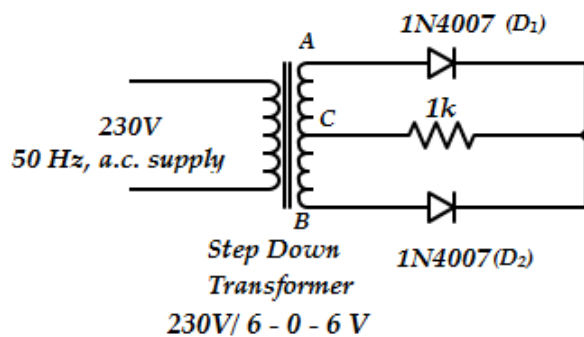 1N4007 (D₁)
A
1k
C
230V
50 Hz, a.c. supply
B
1N4007(D₂)
Step Down
Transformer
230V/ 6 - 0 - 6 V